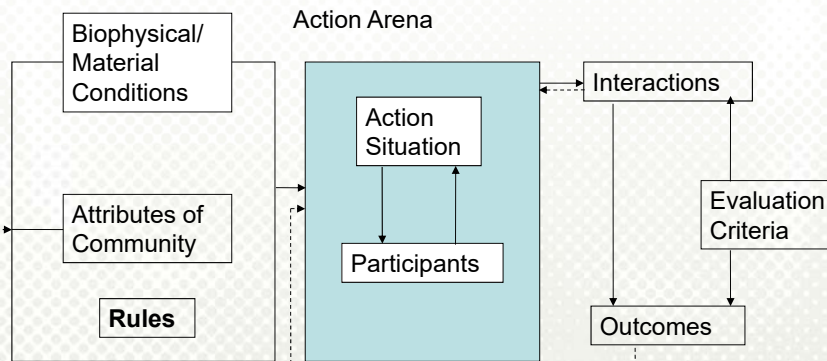 Action Arena
Biophysical/
Material
Conditions
Attributes of
Community
Rules
Action
Situation
Participants
Interactions
Evaluation
Criteria
Outcomes